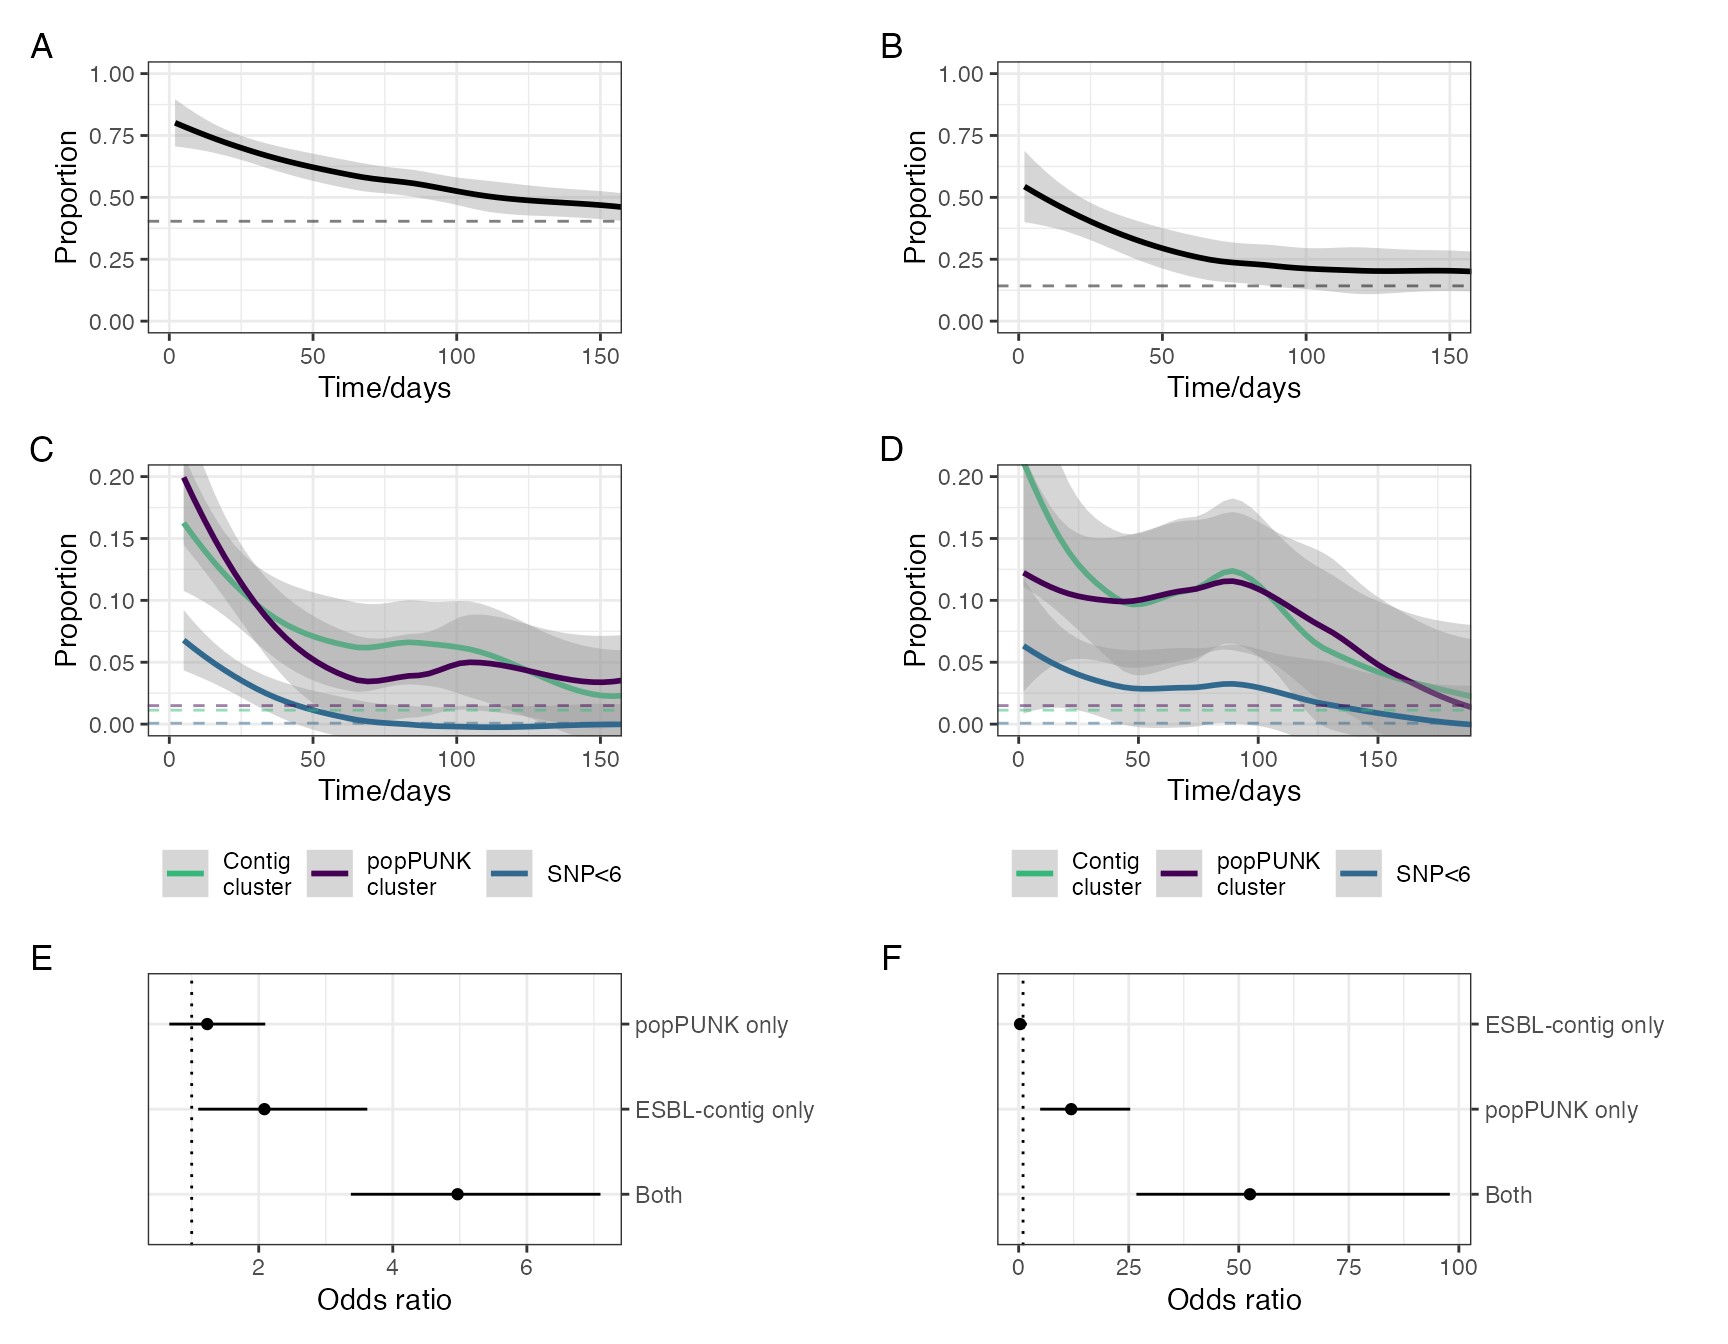 A
B
1.00
0.75
0.50
0.25
0.00
Proportion
0
50
100
150
Time/days
1.00
0.75
0.50
0.25
0.00
Proportion
0
50
100
150
Time/days
C
D
0.20
0.15
0.10
0.05
0.00
Proportion
0
50
100
150
Time/days
0.20
0.15
0.10
0.05
0.00
Proportion
0
50
100
150
Time/days
Contig
cluster
popPUNK
cluster
SNP<6
Contig
cluster
popPUNK
cluster
SNP<6
E
F
popPUNK only
ESBL-contig only
Both
2
4
6
Odds ratio
ESBL-contig only
popPUNK only
Both
0
25
50
75
100
Odds ratio